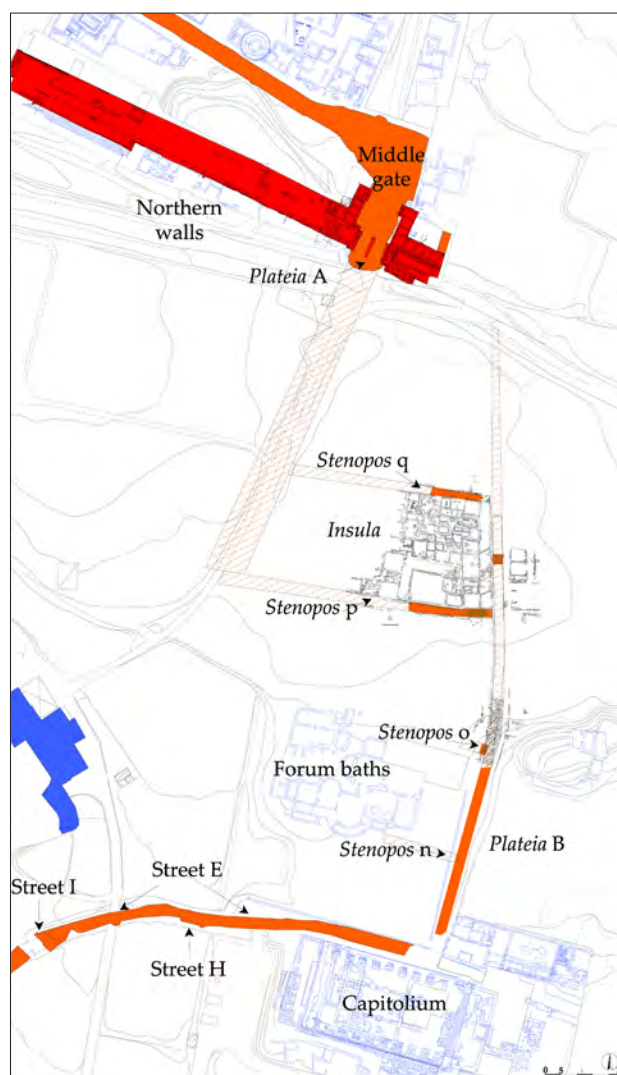 Middle
gate
Northern
walls
Plateia A
Stenopos q
Insula
Stenopos p
Stenopos o
Forum baths
Stenopos n
Plateia B
Street E
Street I
Street H
Capitolium
0 5